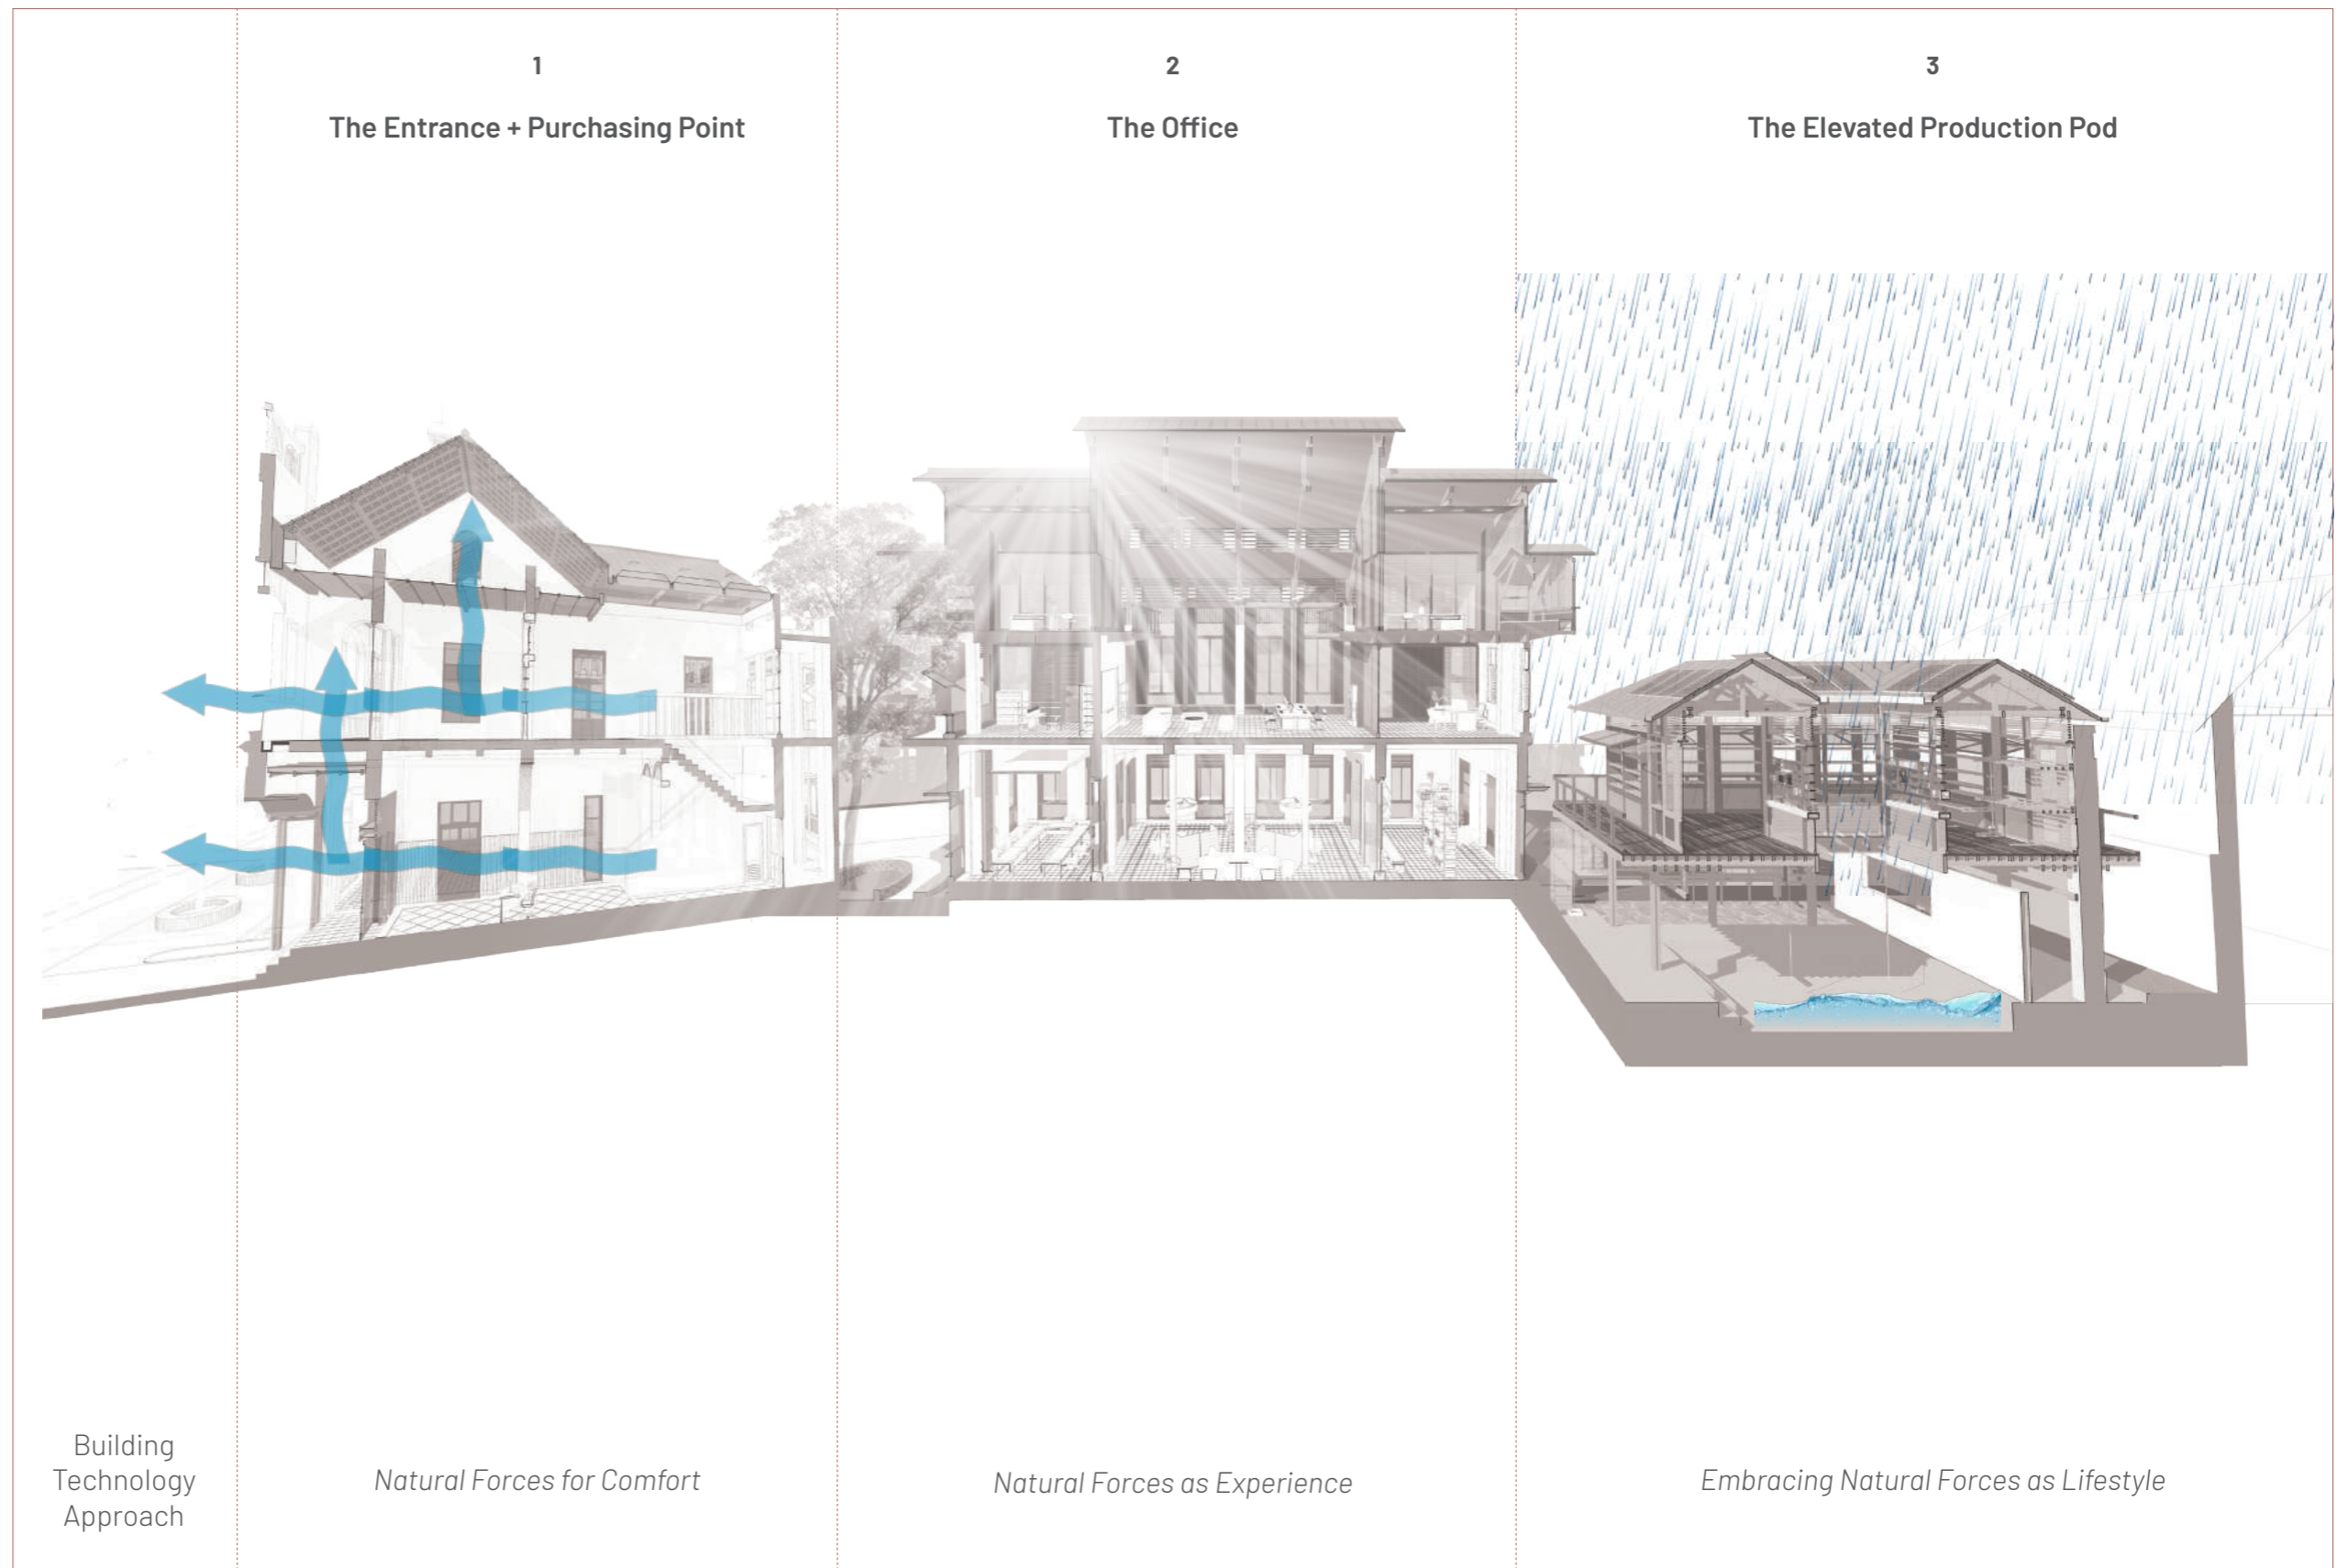 1
The Entrance + Purchasing Point
2
The Office
3
The Elevated Production Pod
Building
Technology
Approach
Natural Forces for Comfort
Natural Forces as Experience
Embracing Natural Forces as Lifestyle